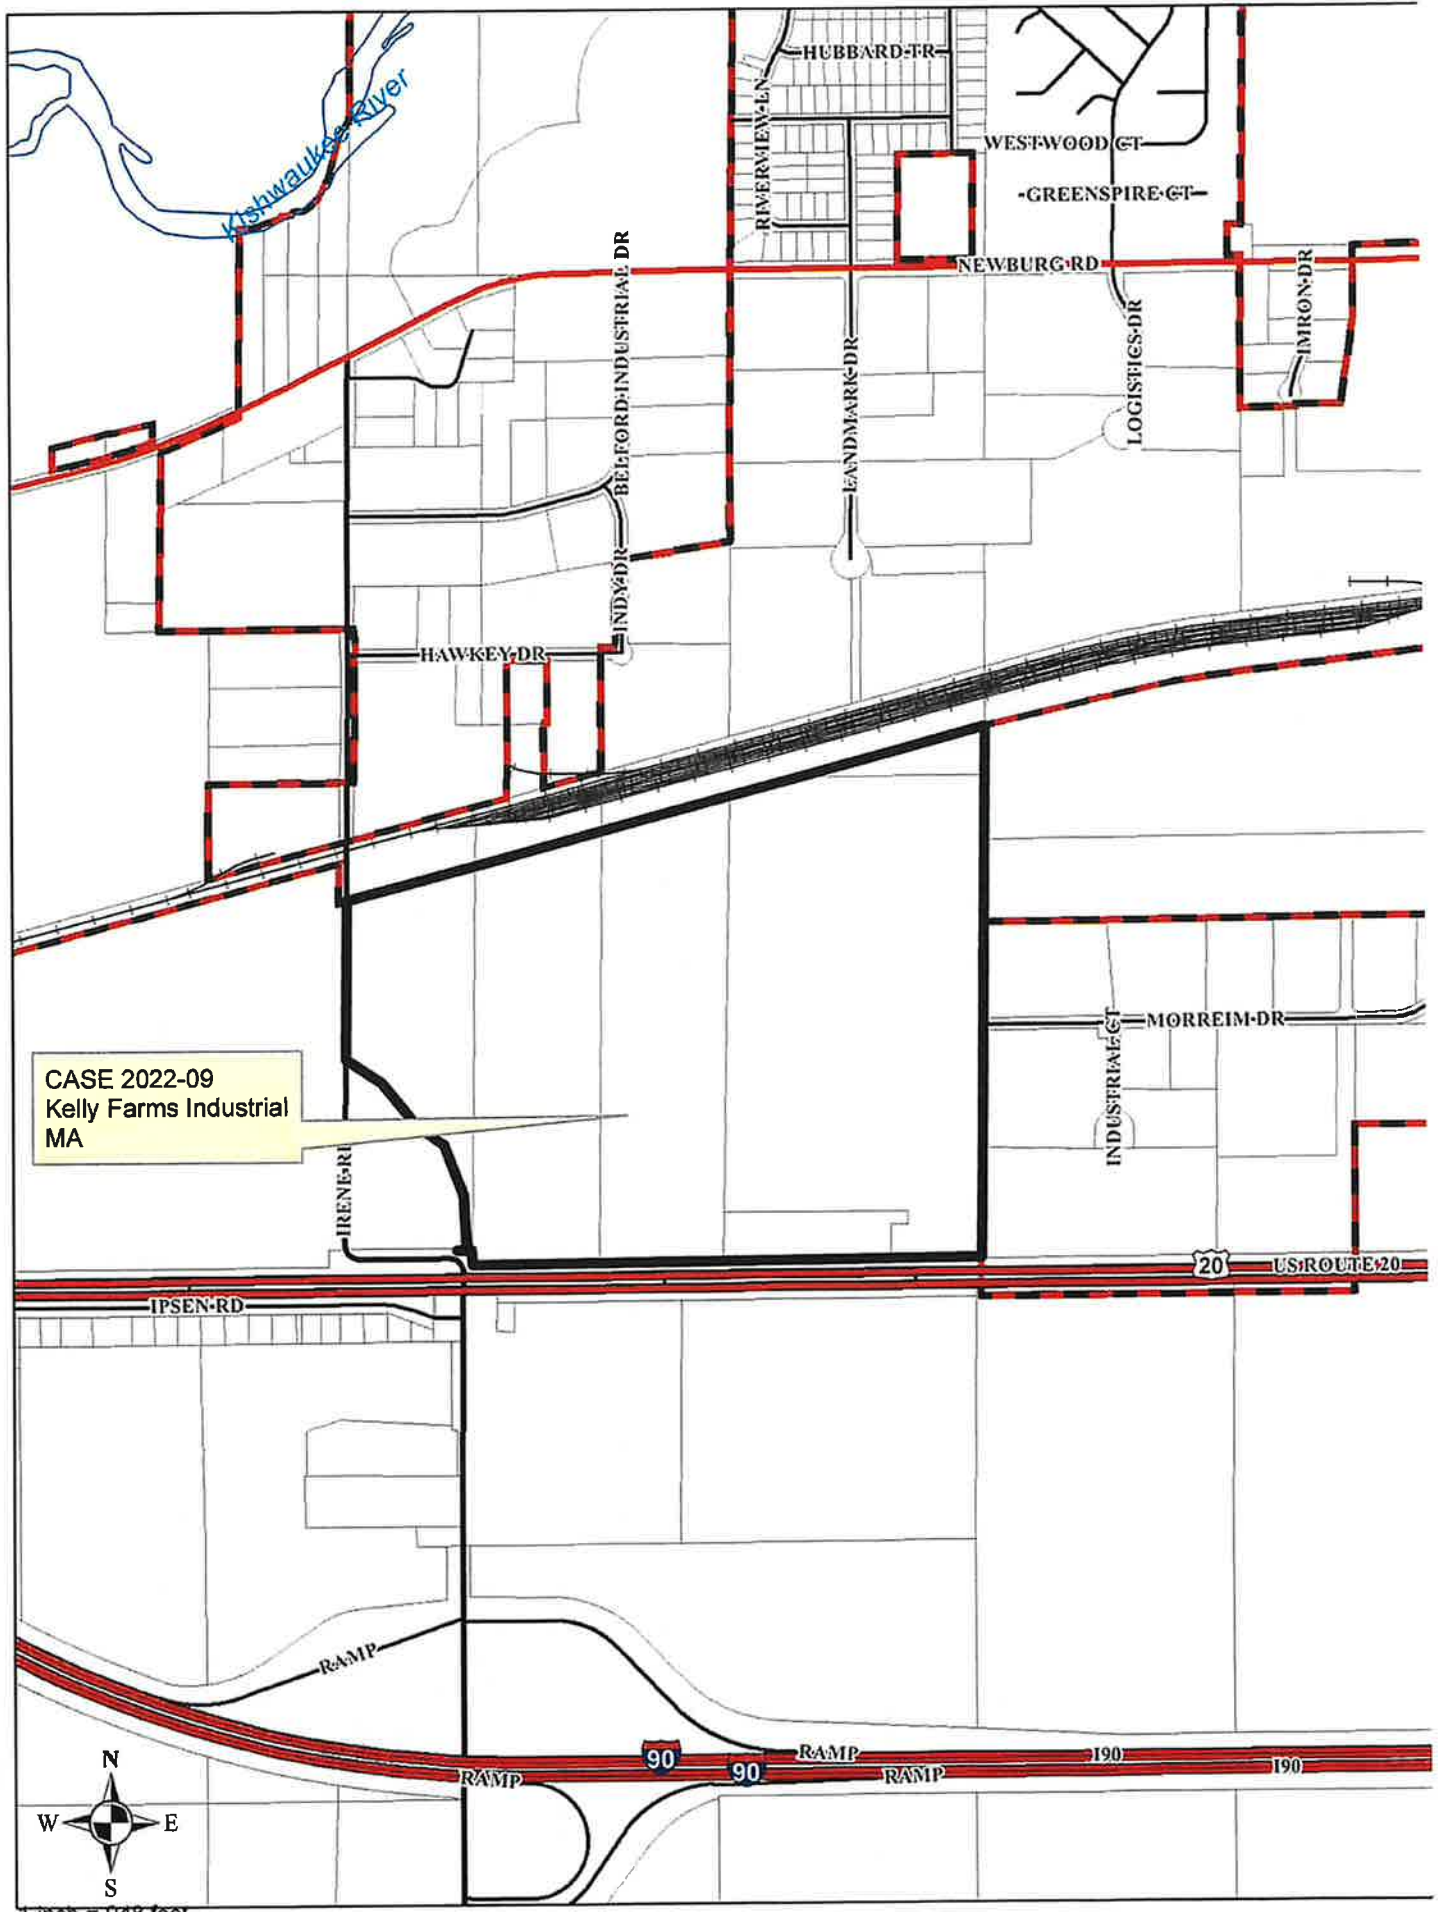 HUBBARD TR
Kishwaukee River
RIVERVIEW LN
WESTWOOD CT
GREENSPIRE CT
NEWBURG RD
BELFORD INDUSTRIAL DR
IMRON DR
LOGISTICS DR
LANDMARK DR
INDY DR
HAWKEY DR
MORREIM DR
INDUSTRIAL CT
CASE 2022-09
Kelly Farms Industrial
MA
IRENE
20
US ROUTE 20
IPSEN RD
RAMP
90
90
RAMP
I90
I90
RAMP
RAMP
N
W
E
S